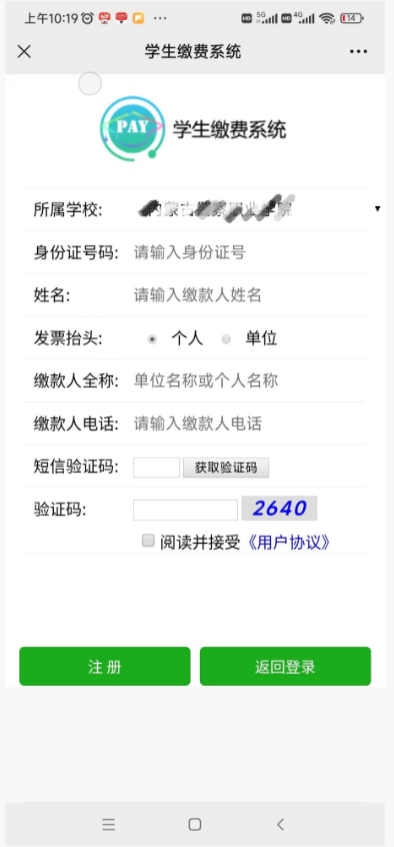 上午10:19 ... HD 5G HD 4G 14
学生缴费系统 ...
PAY 学生缴费系统
所属学校:
身份证号码: 请输入身份证号
姓名: 请输入缴款人姓名
发票抬头: 个人 单位
缴款人全称: 单位名称或个人名称
缴款人电话: 请输入缴款人电话
短信验证码: 获取验证码
验证码: 2640
阅读并接受《用户协议》
注 册 返回登录